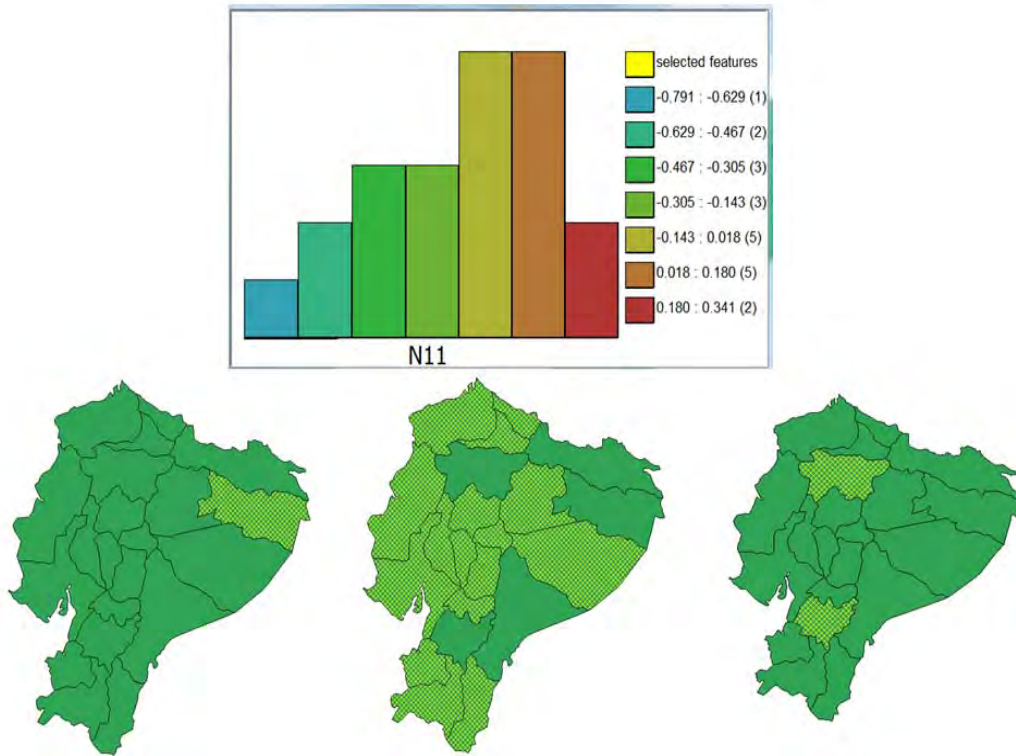 selected features
-0.791 : -0.629 (1)
-0.629 : -0.467 (2)
-0.467 : -0.305 (3)
-0.305 : -0.143 (3)
-0.143 : 0.018 (5)
0.018 : 0.180 (5)
0.180 : 0.341 (2)
N11